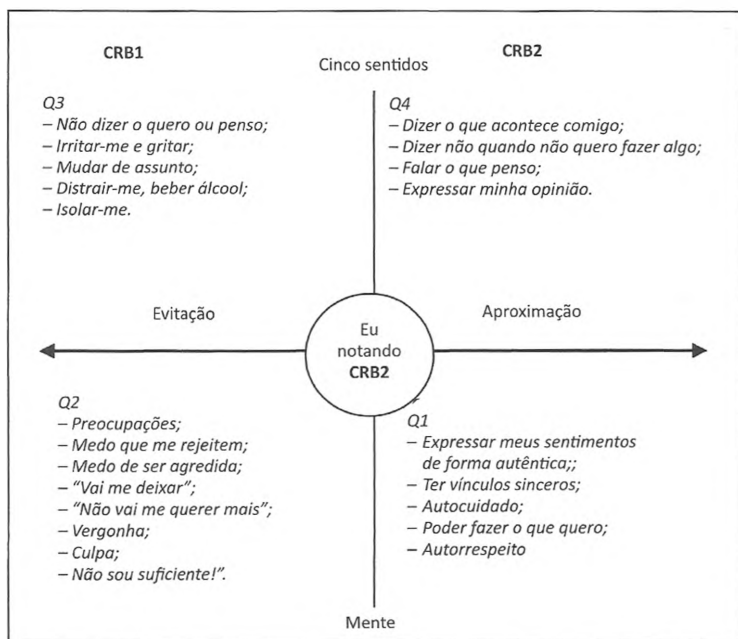 CRB1
Cinco sentidos
CRB2
Q3
– Não dizer o quero ou penso;
– Irritar-me e gritar;
– Mudar de assunto;
– Distrair-me, beber álcool;
– Isolar-me.
Q4
– Dizer o que acontece comigo;
– Dizer não quando não quero fazer algo;
– Falar o que penso;
– Expressar minha opinião.
Evitação
Eu
notando
CRB2
Aproximação
Q2
– Preocupações;
– Medo que me rejeitem;
– Medo de ser agredida;
– “Vai me deixar”;
– “Não vai me querer mais”;
– Vergonha;
– Culpa;
– Não sou suficiente!”.
Q1
– Expressar meus sentimentos
de forma autêntica;;
– Ter vínculos sinceros;
– Autocuidado;
– Poder fazer o que quero;
– Autorrespeito
Mente